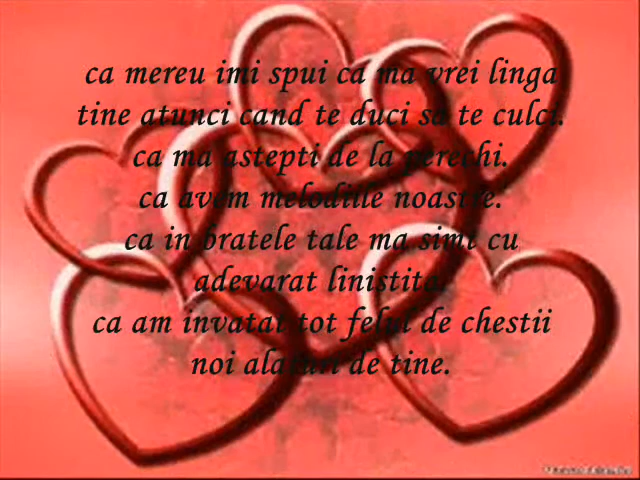 ca mereu imi spui ca ma vrei linga
tine atunci cand te duci sa te culci.
ca ma astepti de la perechi.
ca avem melodiile noastre.
ca in bratele tale ma simt cu
adevarat linistita.
ca am invatat tot felul de chestii
noi alaturi de tine.